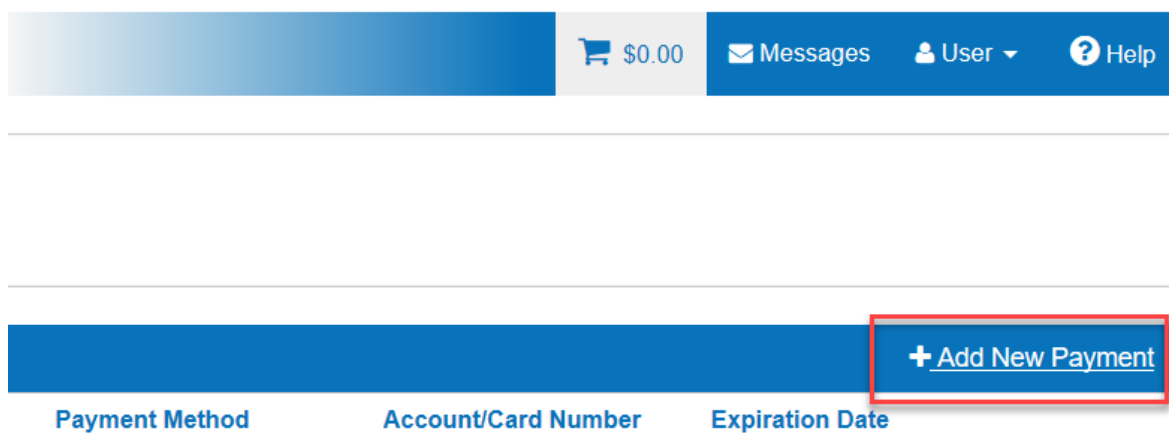 $0.00 Messages User Help
+ Add New Payment
Payment Method Account/Card Number Expiration Date